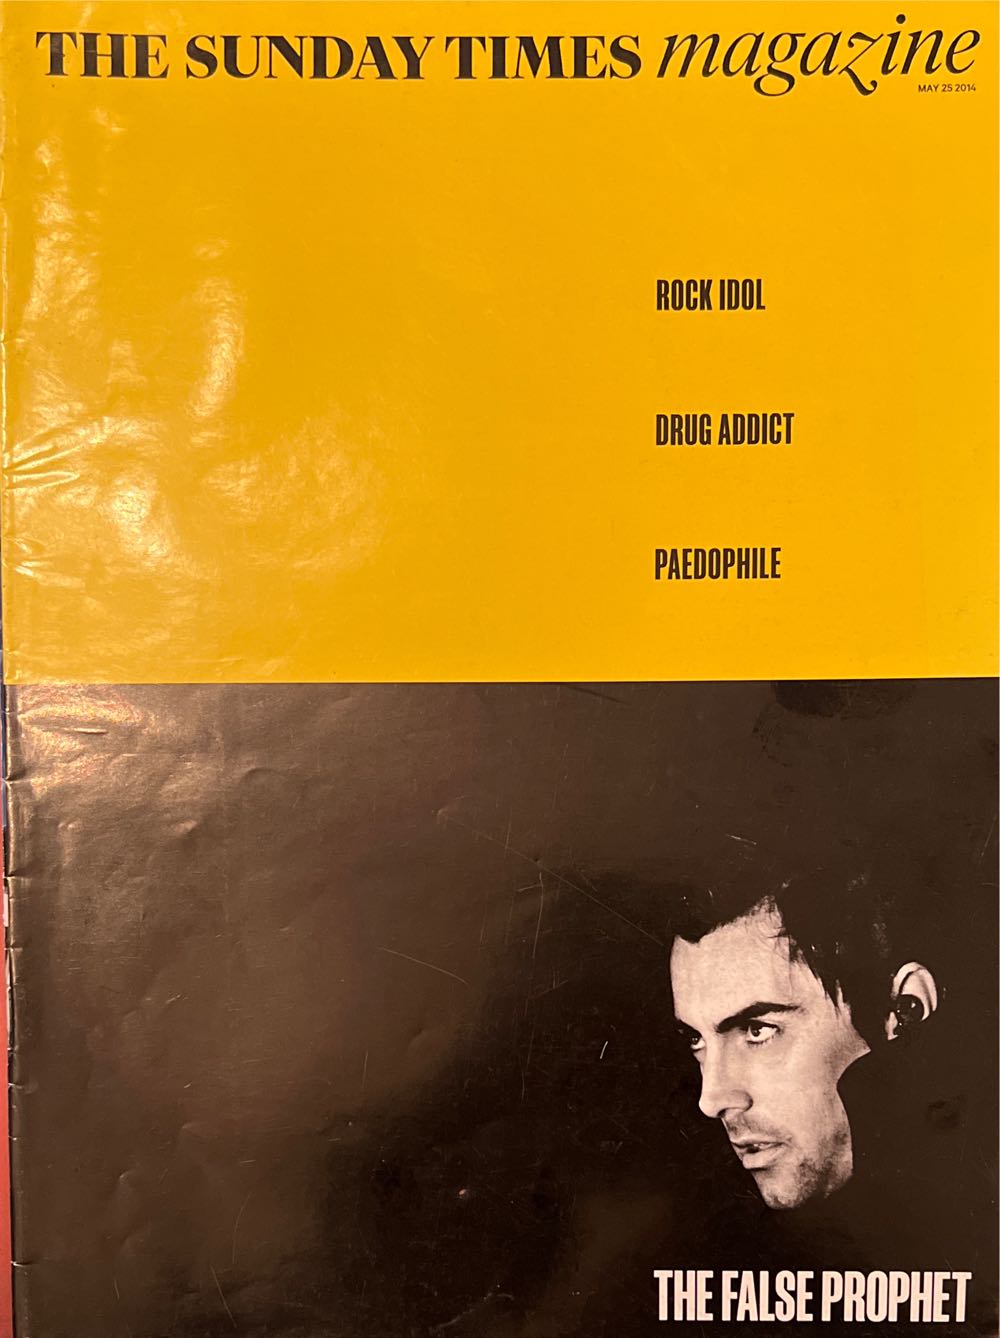 THE SUNDAY TIMES magazine
MAY 25 2014
ROCK IDOL
DRUG ADDICT
PAEDOPHILE
THE FALSE PROPHET